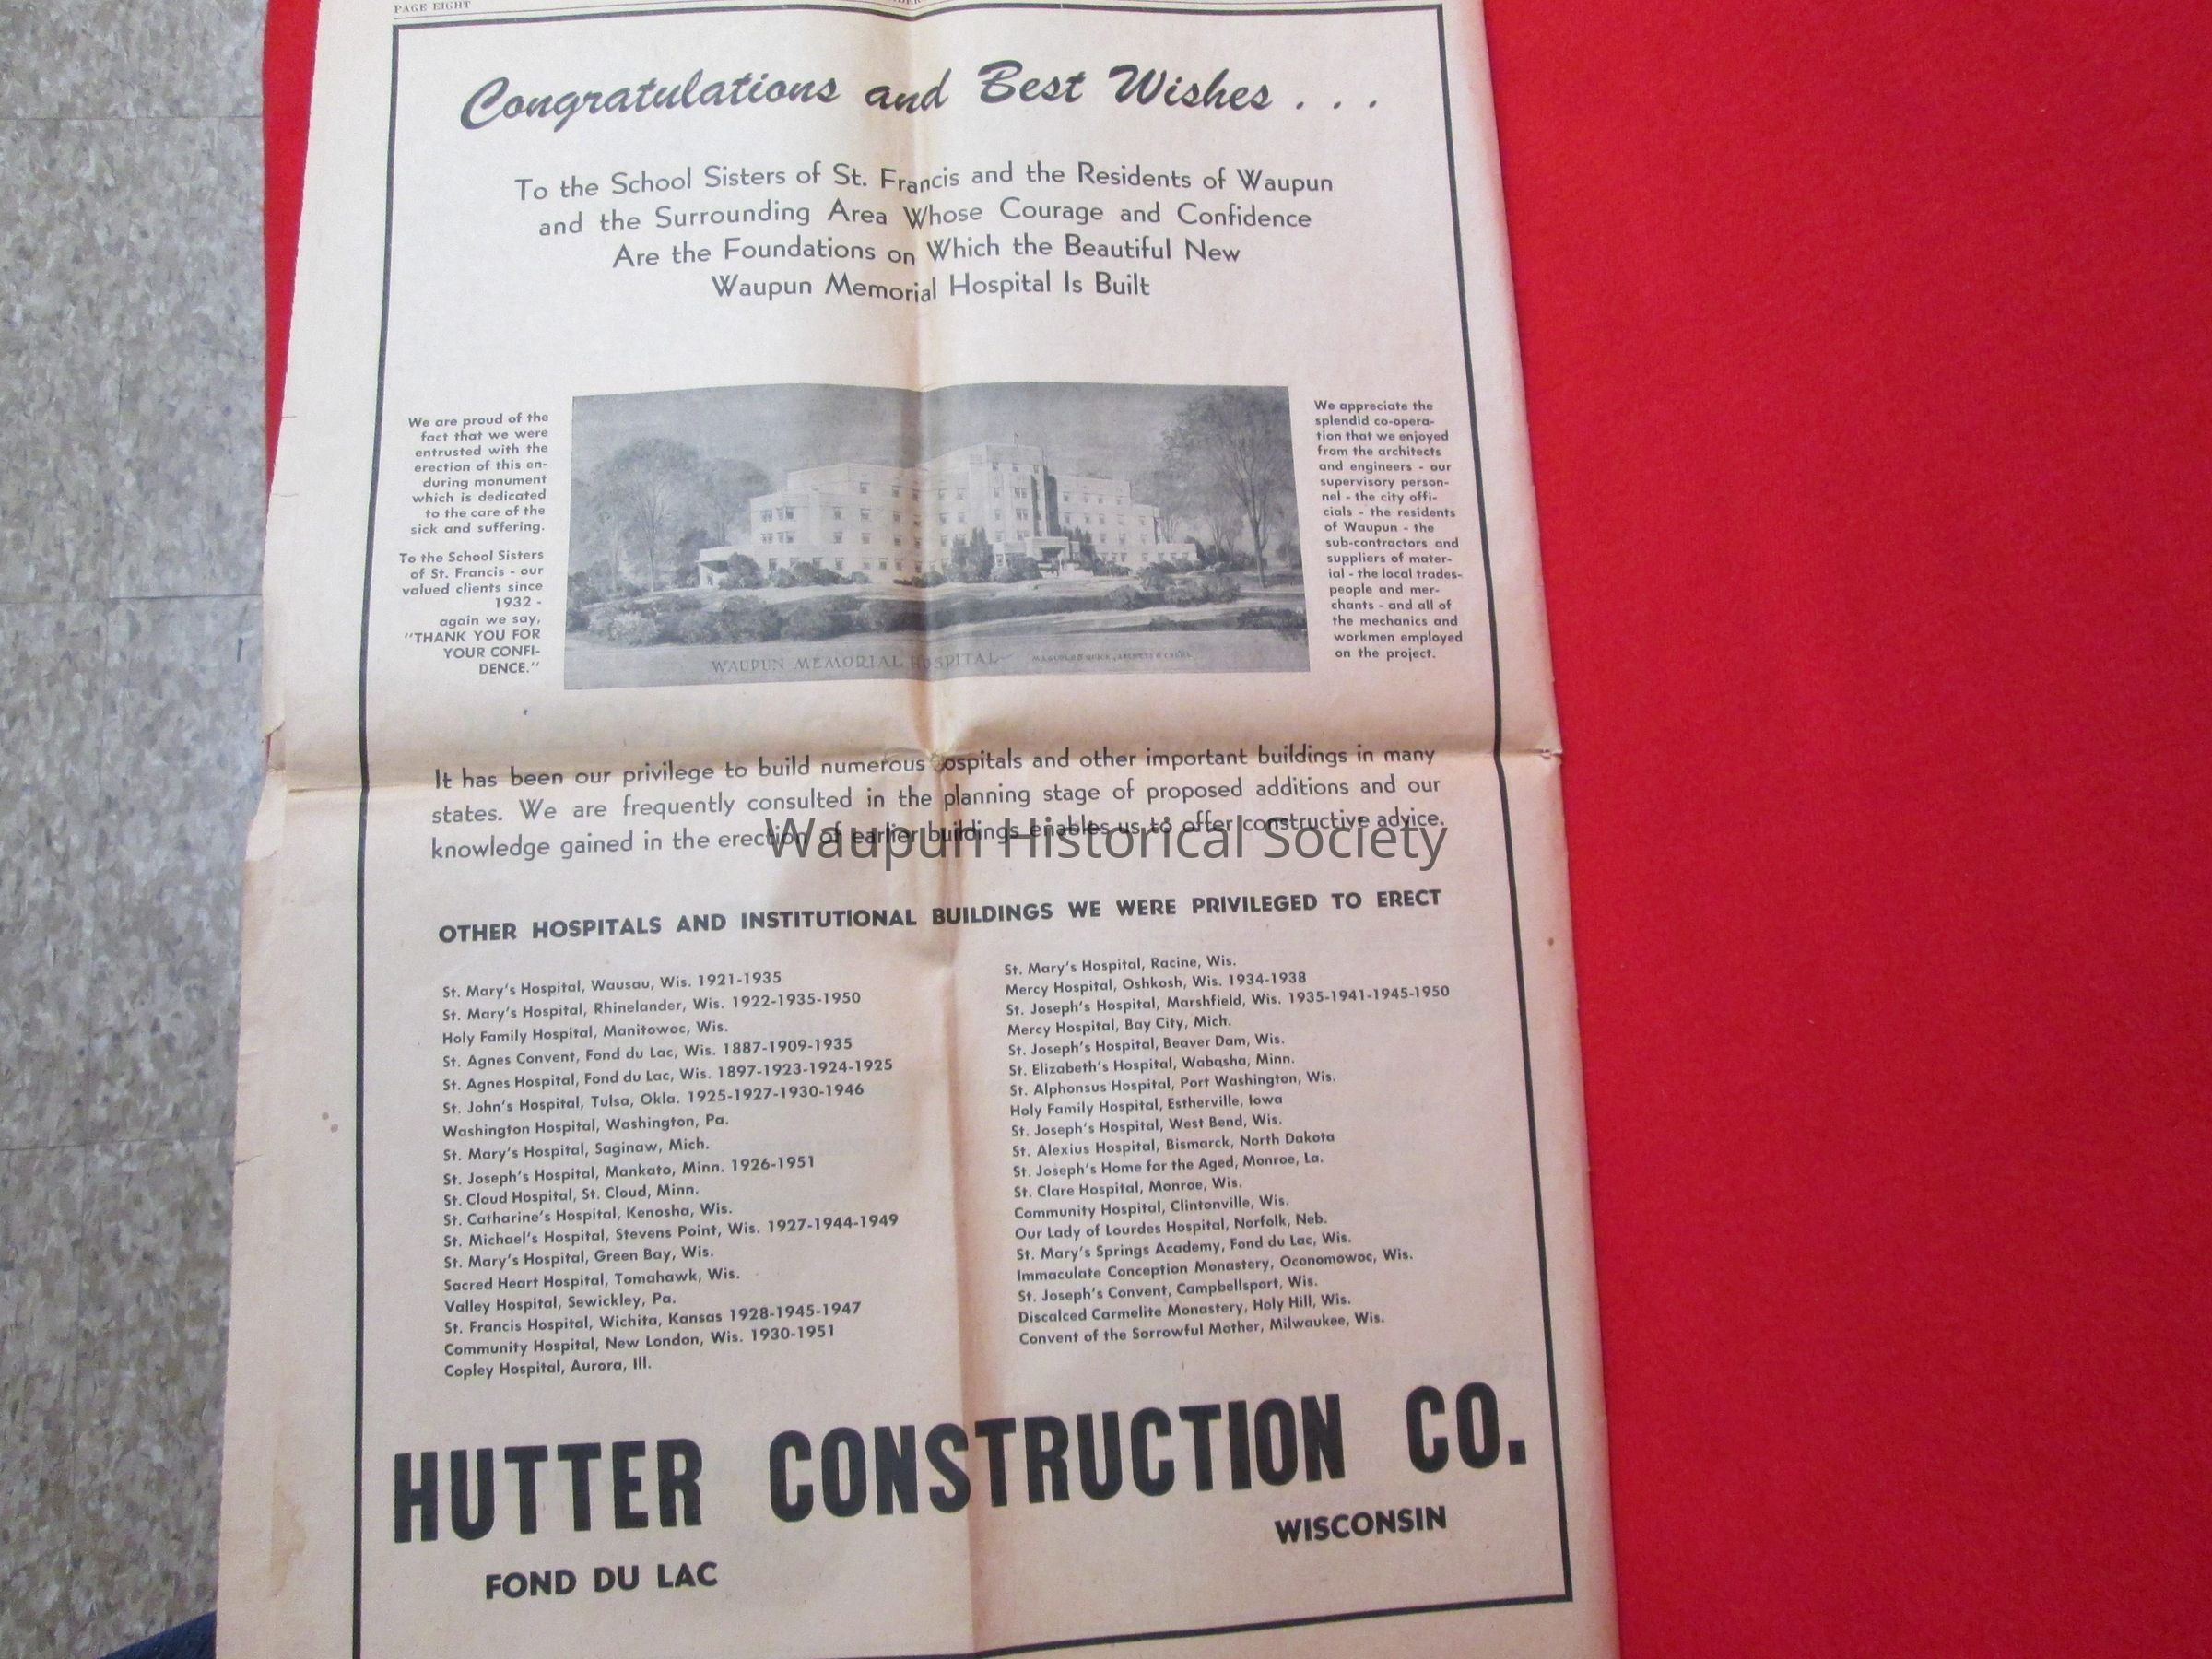 PAGE EIGHT
Congratulations and Best Wishes . . .
To the School Sisters of St. Francis and the Residents of Waupun
and the Surrounding Area Whose Courage and Confidence
Are the Foundations on Which the Beautiful New
Waupun Memorial Hospital Is Built
We are proud of the
fact that we were
entrusted with the
erection of this en-
during monument
which is dedicated
to the care of the
sick and suffering.
To the School Sisters
of St. Francis - our
valued clients since
1932 -
again we say,
"THANK YOU FOR
YOUR CONFI-
DENCE."
WAUPUN MEMORIAL HOSPITAL
We appreciate the
splendid co-opera-
tion that we enjoyed
from the architects
and engineers - our
supervisory person-
nel - the city offi-
cials - the residents
of Waupun - the
sub-contractors and
suppliers of mater-
ial - the local trades-
people and mer-
chants - and all of
the mechanics and
workmen employed
on the project.
It has been our privilege to build numerous hospitals and other important buildings in many
states. We are frequently consulted in the planning stage of proposed additions and our
knowledge gained in the erection of earlier buildings enables us to offer constructive advice.
Waupun Historical Society
OTHER HOSPITALS AND INSTITUTIONAL BUILDINGS WE WERE PRIVILEGED TO ERECT
St. Mary's Hospital, Wausau, Wis. 1921-1935
St. Mary's Hospital, Rhinelander, Wis. 1922-1935-1950
Holy Family Hospital, Manitowoc, Wis.
St. Agnes Convent, Fond du Lac, Wis. 1887-1909-1935
St. Agnes Hospital, Fond du Lac, Wis. 1897-1923-1924-1925
St. John's Hospital, Tulsa, Okla. 1925-1927-1930-1946
Washington Hospital, Washington, Pa.
St. Mary's Hospital, Saginaw, Mich.
St. Joseph's Hospital, Mankato, Minn. 1926-1951
St. Cloud Hospital, St. Cloud, Minn.
St. Catharine's Hospital, Kenosha, Wis.
St. Michael's Hospital, Stevens Point, Wis. 1927-1944-1949
St. Mary's Hospital, Green Bay, Wis.
Sacred Heart Hospital, Tomahawk, Wis.
Valley Hospital, Sewickley, Pa.
St. Francis Hospital, Wichita, Kansas 1928-1945-1947
Community Hospital, New London, Wis. 1930-1951
Copley Hospital, Aurora, Ill.
St. Mary's Hospital, Racine, Wis.
Mercy Hospital, Oshkosh, Wis. 1934-1938
St. Joseph's Hospital, Marshfield, Wis. 1935-1941-1945-1950
Mercy Hospital, Bay City, Mich.
St. Joseph's Hospital, Beaver Dam, Wis.
St. Elizabeth's Hospital, Wabasha, Minn.
St. Alphonsus Hospital, Port Washington, Wis.
Holy Family Hospital, Estherville, Iowa
St. Joseph's Hospital, West Bend, Wis.
St. Alexius Hospital, Bismarck, North Dakota
St. Joseph's Home for the Aged, Monroe, La.
St. Clare Hospital, Monroe, Wis.
Community Hospital, Clintonville, Wis.
Our Lady of Lourdes Hospital, Norfolk, Neb.
St. Mary's Springs Academy, Fond du Lac, Wis.
Immaculate Conception Monastery, Oconomowoc, Wis.
St. Joseph's Convent, Campbellsport, Wis.
Discalced Carmelite Monastery, Holy Hill, Wis.
Convent of the Sorrowful Mother, Milwaukee, Wis.
HUTTER CONSTRUCTION CO.
FOND DU LAC
WISCONSIN